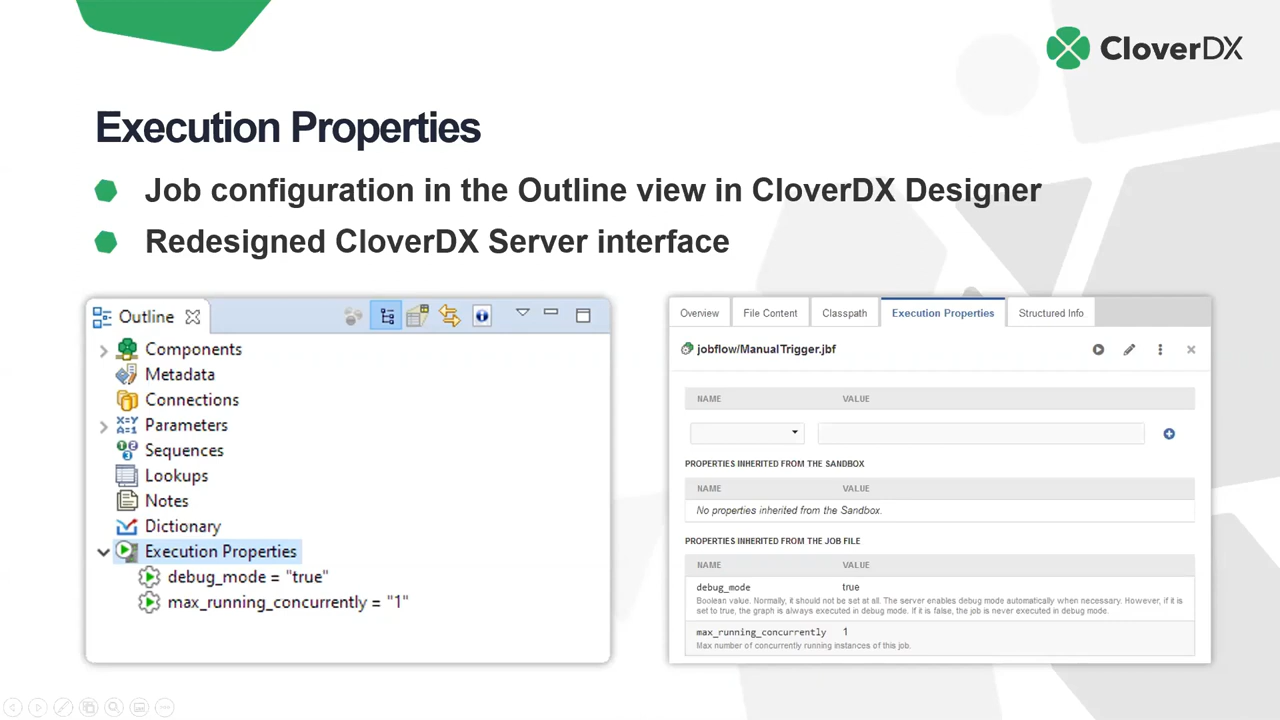 CloverDX
Execution Properties
Job configuration in the Outline view in CloverDX Designer
Redesigned CloverDX Server interface
Outline
Components
Metadata
Connections
Parameters
Sequences
Lookups
Notes
Dictionary
Execution Properties
debug_mode = "true"
max_running_concurrently = "1"
Overview File Content Classpath Execution Properties Structured Info
jobflow/ManualTrigger.jbf
NAME VALUE
PROPERTIES INHERITED FROM THE SANDBOX
NAME VALUE
No properties inherited from the Sandbox.
PROPERTIES INHERITED FROM THE JOB FILE
NAME VALUE
debug_mode true
Boolean value. Normally, it should not be set at all. The server enables debug mode automatically when necessary. However, if it is
set to true, the graph is always executed in debug mode. If it is false, the job is never executed in debug mode.
max_running_concurrently 1
Max number of concurrently running instances of this job.